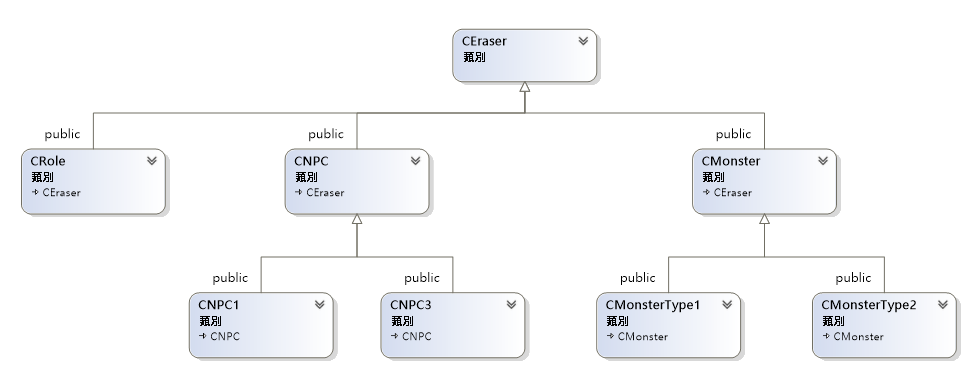 CEraser
類別
public
public
public
CRole
類別
CEraser
CNPC
類別
CEraser
CMonster
類別
CEraser
public
public
public
public
CNPC1
類別
CNPC
CNPC3
類別
CNPC
CMonsterType1
類別
CMonster
CMonsterType2
類別
CMonster